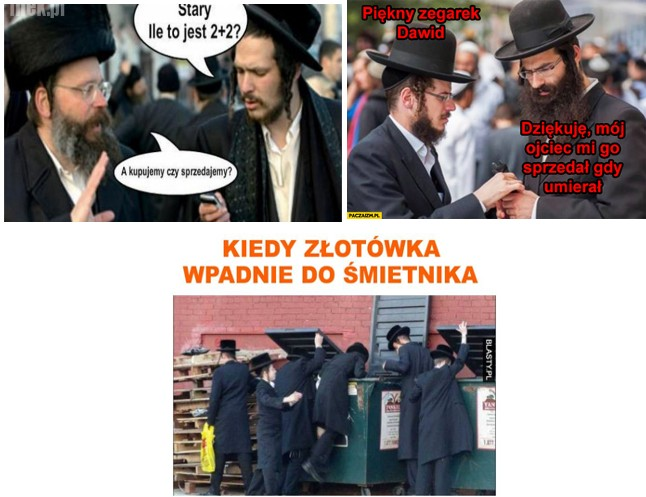 Stary
Ile to jest 2+2?
A kupujemy czy sprzedajemy?
Piękny zegarek
Dawid
Dziękuję, mój
ojciec mi go
sprzedał gdy
umierał
PACZAIZM.PL
KIEDY ZŁOTÓWKA
WPADNIE DO ŚMIETNIKA
BLASTY.PL